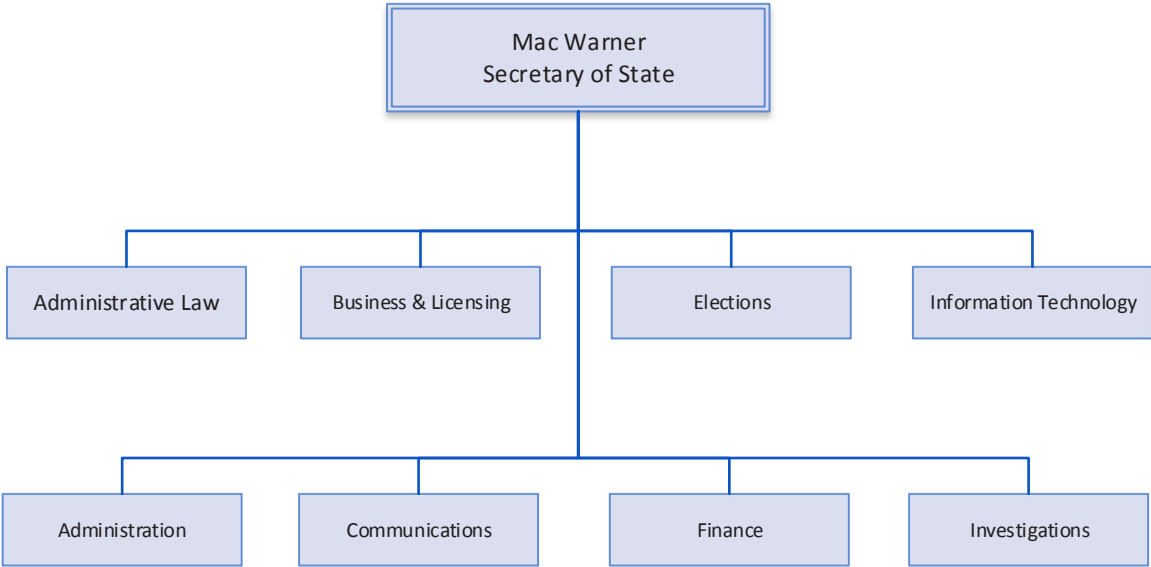 Mac Warner
Secretary of State
Administrative Law
Business & Licensing
Elections
Information Technology
Administration
Communications
Finance
Investigations